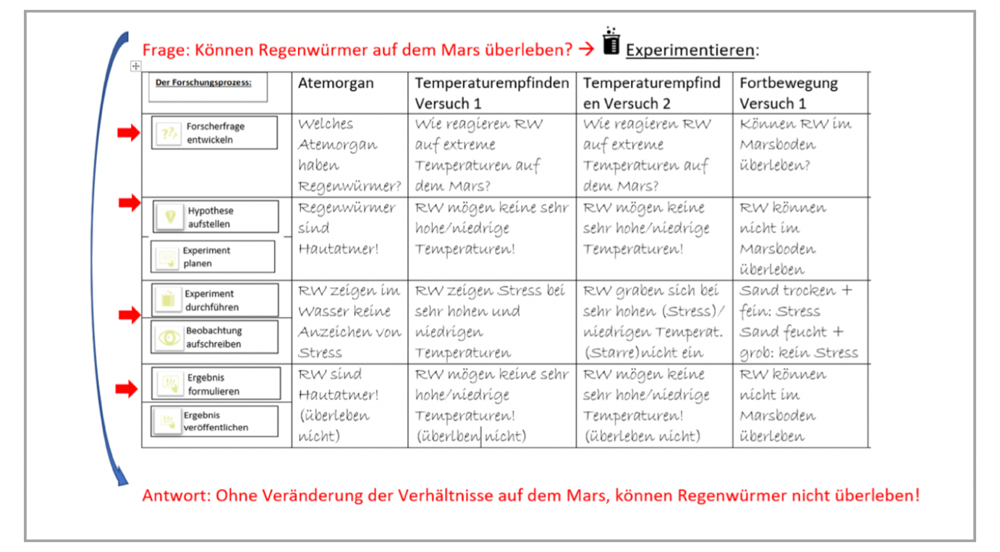 Frage: Können Regenwürmer auf dem Mars überleben? → Experimentieren:
Der Forschungsprozess:
Atemorgan
Temperaturempfinden
Versuch 1
Temperaturempfind
en Versuch 2
Fortbewegung
Versuch 1
??,
Forscherfrage
entwickeln
Welches
Atemorgan
haben
Regenwürmer?
Wie reagieren RW
auf extreme
Temperaturen auf
dem Mars?
Wie reagieren RW
auf extreme
Temperaturen auf
dem Mars?
Können RW im
Marsboden
überleben?
Hypothese
aufstellen
Experiment
planen
Regenwürmer
sind
Hautatmer!
RW mögen keine sehr
hohe/niedrige
Temperaturen!
RW mögen keine
sehr hohe/niedrige
Temperaturen!
RW können
nicht im
Marsboden
überleben
Experiment
durchführen
Beobachtung
aufschreiben
RW zeigen im
Wasser keine
Anzeichen von
Stress
RW zeigen Stress bei
sehr hohen und
niedrigen
Temperaturen
RW graben sich bei
sehr hohen (Stress)/
niedrigen Temperat.
(Starre)nicht ein
Sand trocken +
fein: Stress
Sand feucht +
grob: kein Stress
!!!
Ergebnis
formulieren
!!!
Ergebnis
veröffentlichen
RW sind
Hautatmer!
(überleben
nicht)
RW mögen keine sehr
hohe/niedrige
Temperaturen!
(überlben nicht)
RW mögen keine
sehr hohe/niedrige
Temperaturen!
(überleben nicht)
RW können
nicht im
Marsboden
überleben
Antwort: Ohne Veränderung der Verhältnisse auf dem Mars, können Regenwürmer nicht überleben!